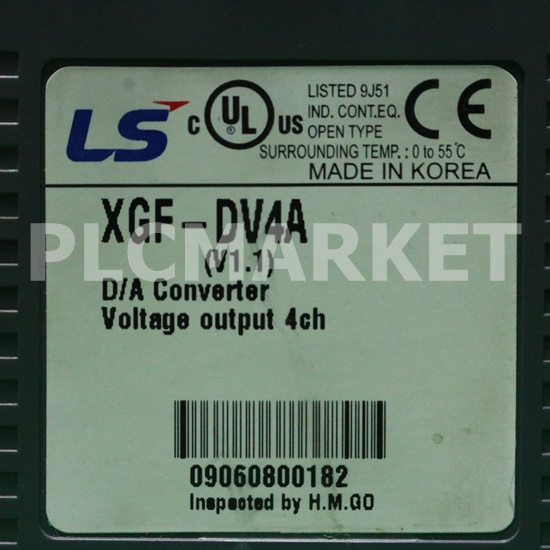 LS
C UL US
®
LISTED 9J51
IND. CONT.EQ.
OPEN TYPE
CE
SURROUNDING TEMP. : 0 to 55℃
MADE IN KOREA
XGF-DV4A
(V1.1)
PLCMARKET
D/A Converter
Voltage output 4ch
09060800182
Inspected by H.M.GO